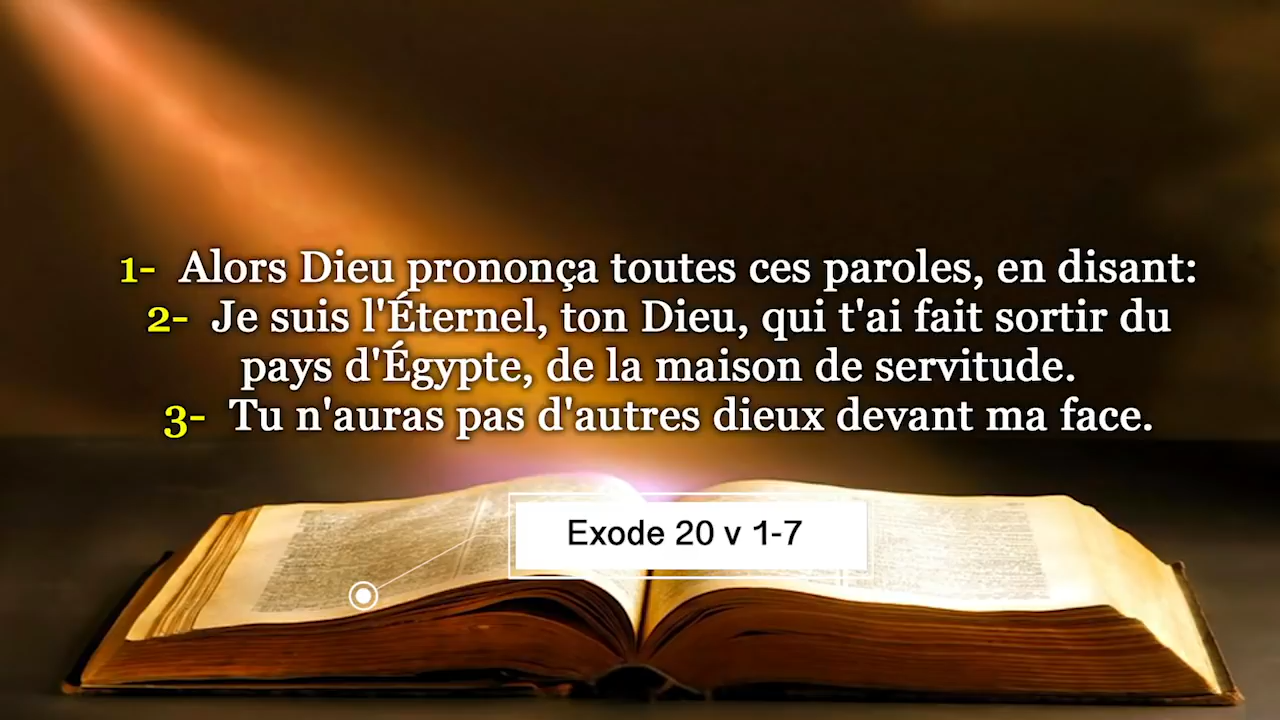 1- Alors Dieu prononça toutes ces paroles, en disant:
2- Je suis l'Éternel, ton Dieu, qui t'ai fait sortir du
pays d'Égypte, de la maison de servitude.
3- Tu n'auras pas d'autres dieux devant ma face.
Exode 20 v 1-7